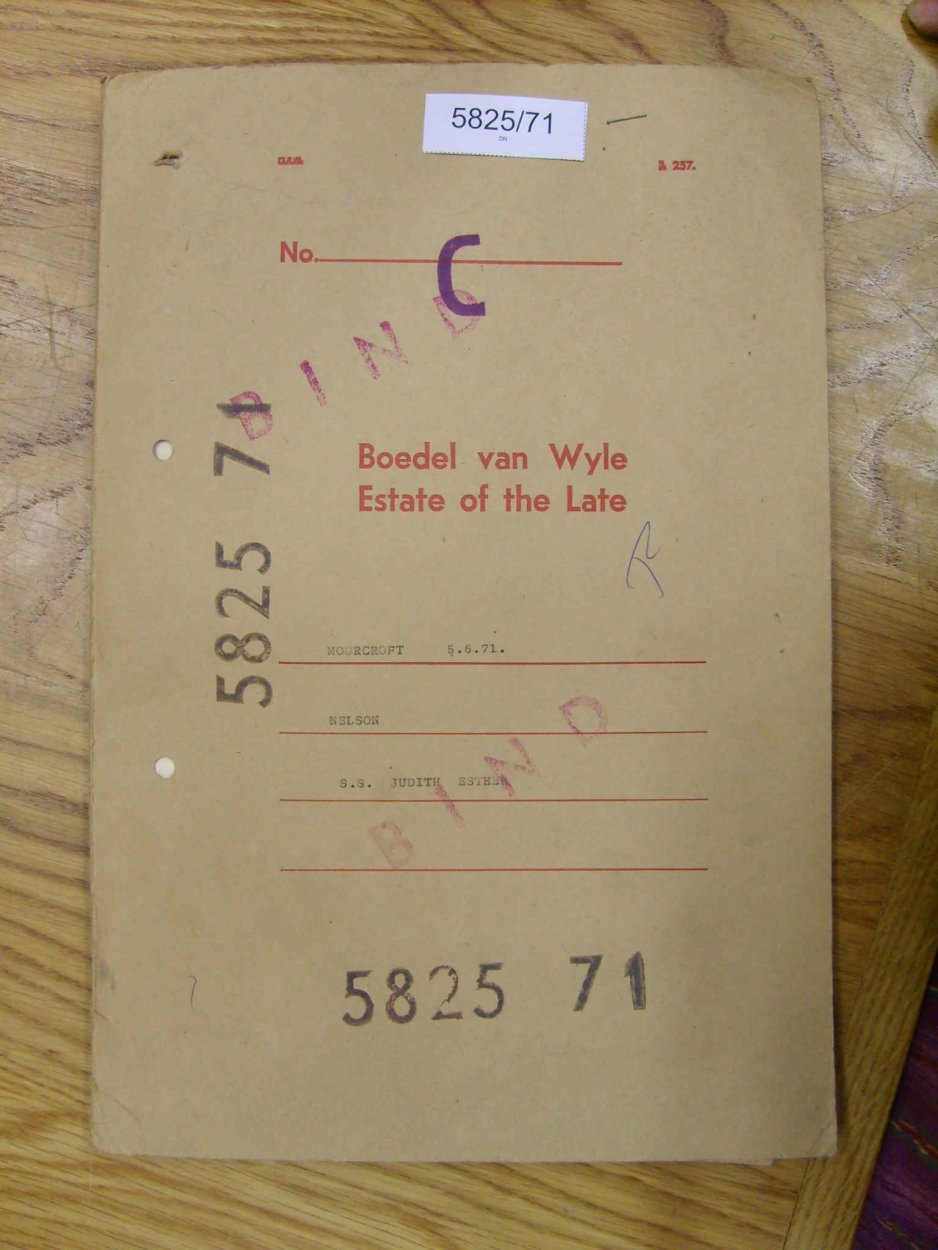 5825/71
DN
G.P.-S.
B. 257.
No.
C
BIND
5825 71
Boedel van Wyle
Estate of the Late
MOORCROFT 5.6.71.
NELSON
S.S. JUDITH ESTHER
BIND
5825 71